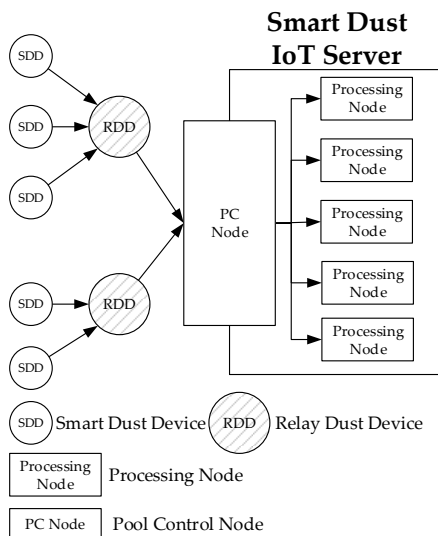 Smart Dust
IoT Server
SDD
SDD
SDD
RDD
SDD
SDD
RDD
PC
Node
Processing
Node
Processing
Node
Processing
Node
Processing
Node
Processing
Node
SDD Smart Dust Device RDD Relay Dust Device
Processing
Node
Processing Node
PC Node Pool Control Node